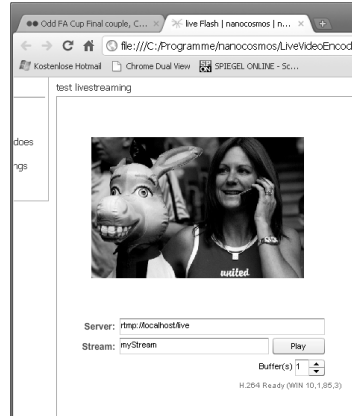 Odd FA Cup Final couple, C... × live Flash | nanocosmos | n... ×
file:///C:/Programme/nanocosmos/LiveVideoEncod
Kostenlose Hotmail Chrome Dual View SPIEGEL ONLINE - Sc...
test livestreaming
does
ngs
united
Server: rtmp://localhost/live
Stream: myStream Play
Buffer(s) 1
H.264 Ready (WIN 10,1,85,3)